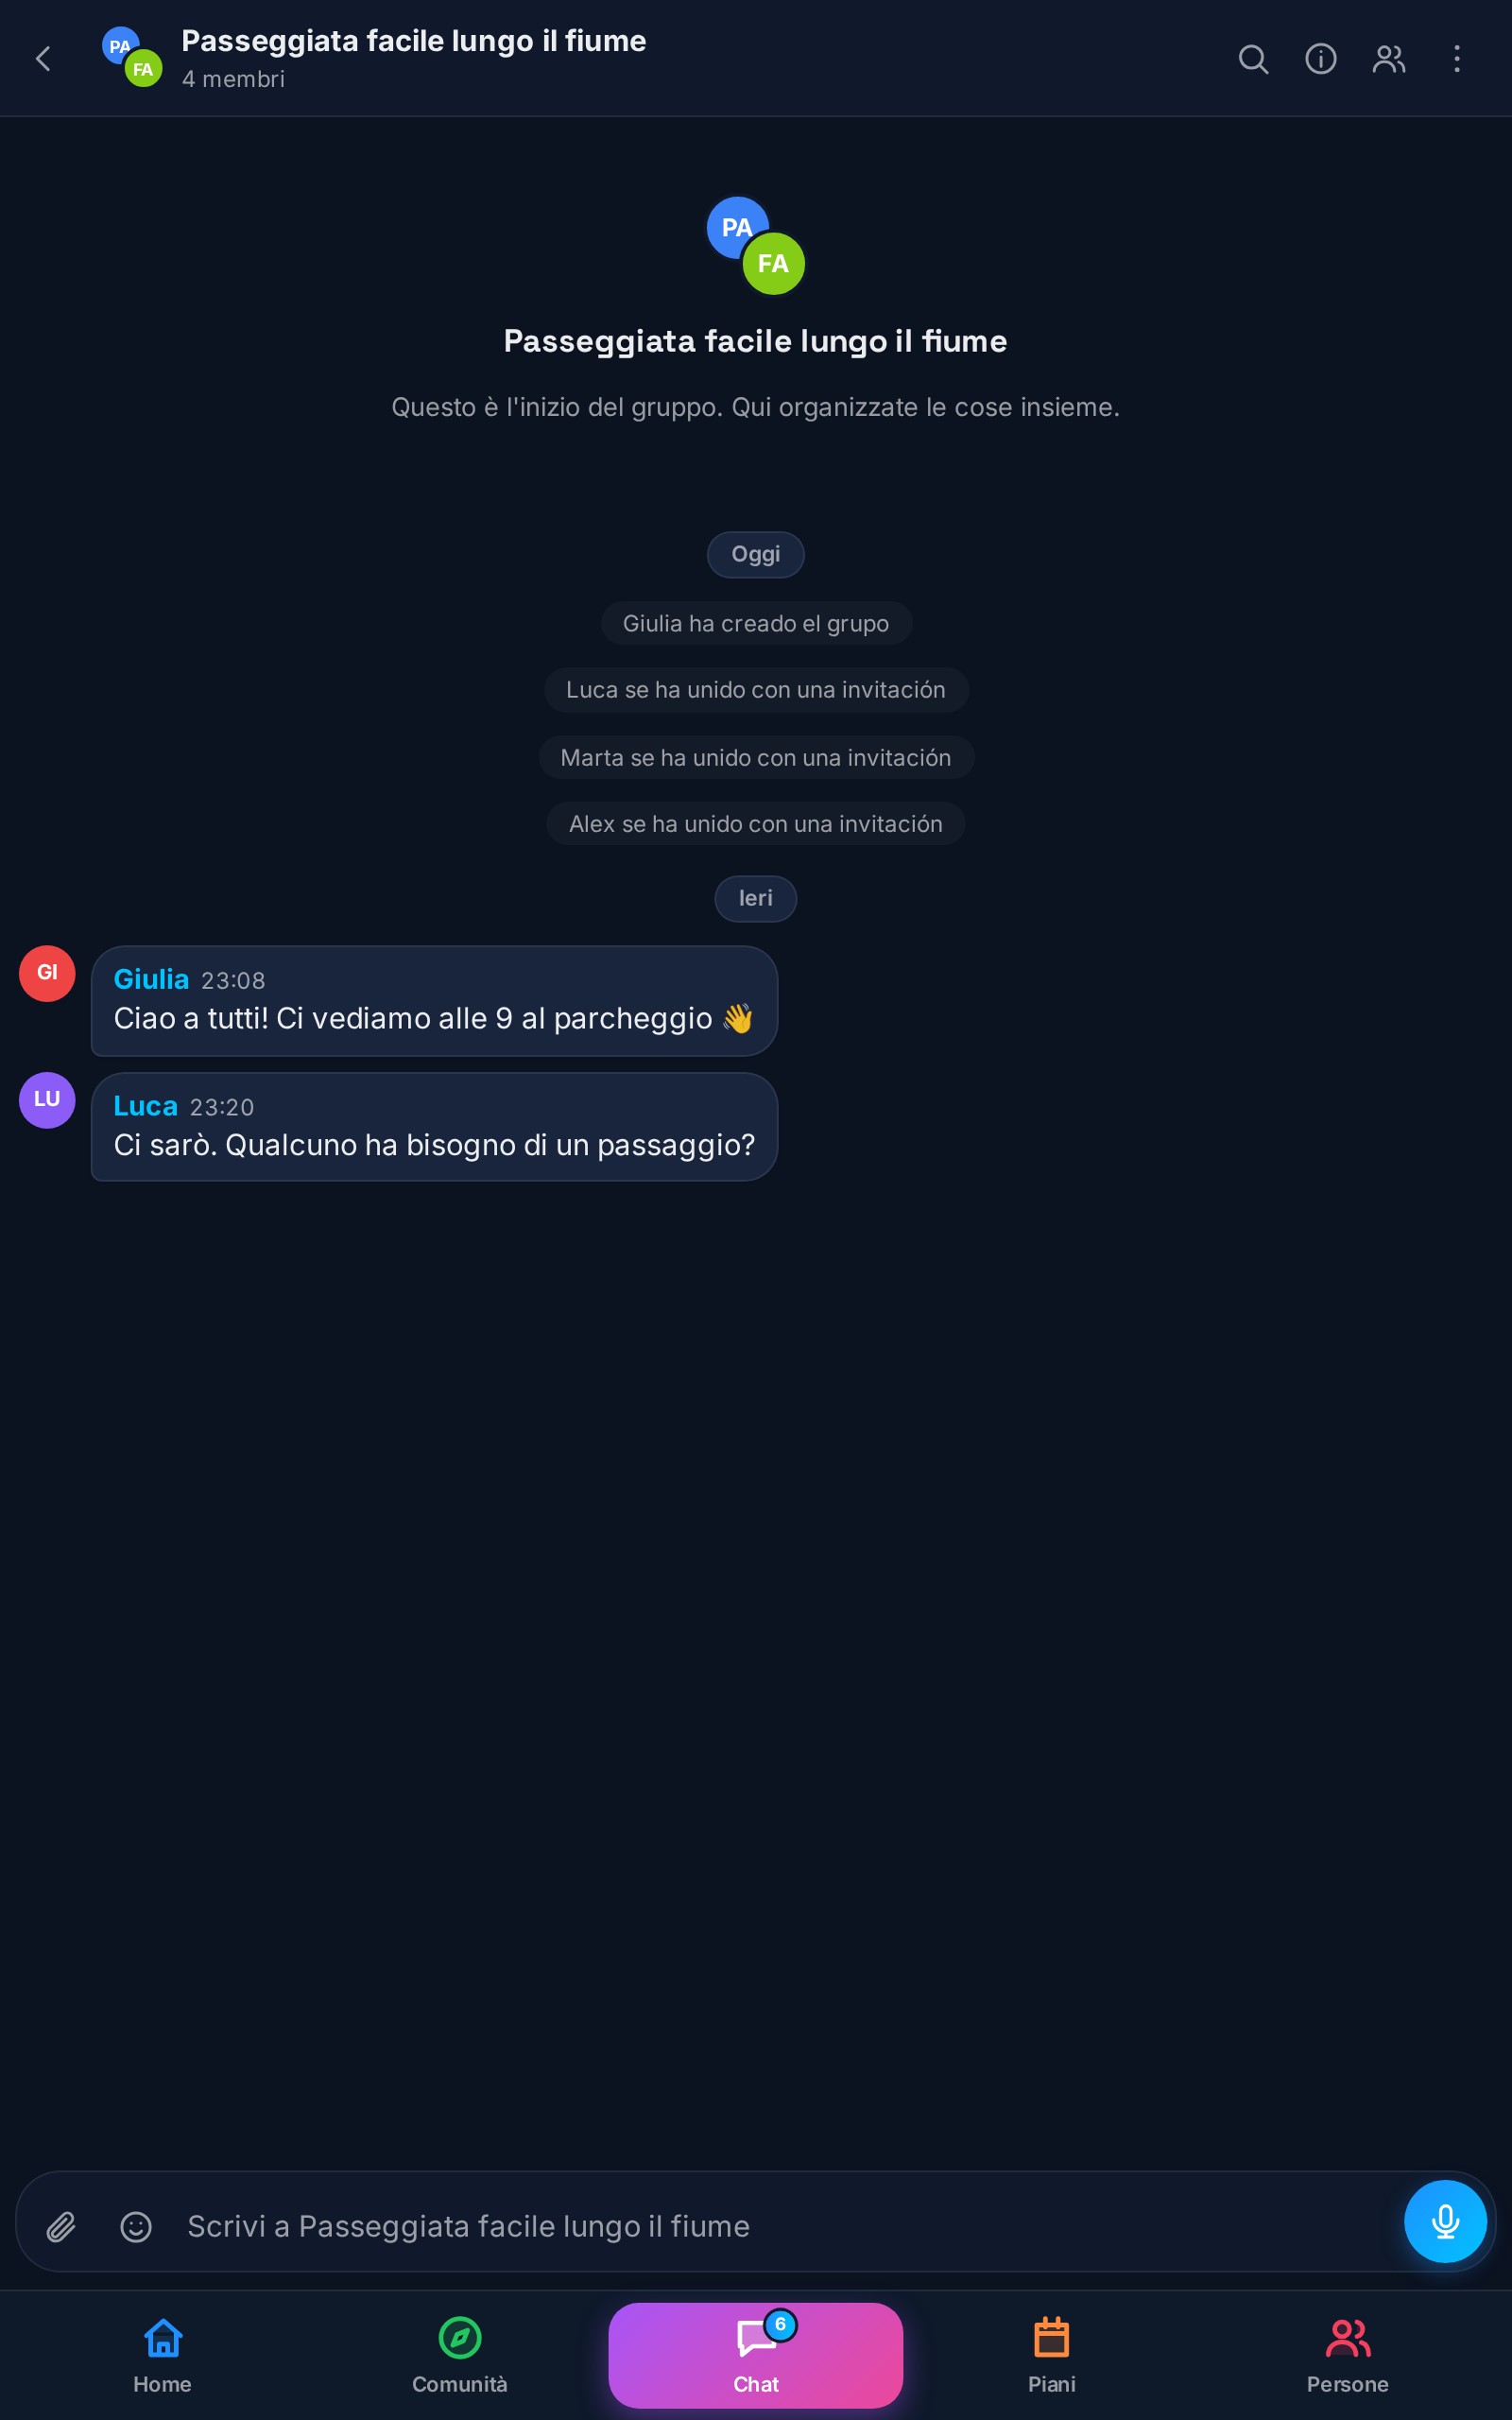 PA
FA
Passeggiata facile lungo il fiume
4 membri
PA
FA
Passeggiata facile lungo il fiume
Questo è l'inizio del gruppo. Qui organizzate le cose insieme.
Oggi
Giulia ha creado el grupo
Luca se ha unido con una invitación
Marta se ha unido con una invitación
Alex se ha unido con una invitación
Ieri
GI
Giulia 23:08
Ciao a tutti! Ci vediamo alle 9 al parcheggio 👋
LU
Luca 23:20
Ci sarò. Qualcuno ha bisogno di un passaggio?
Scrivi a Passeggiata facile lungo il fiume
6
Home
Comunità
Chat
Piani
Persone